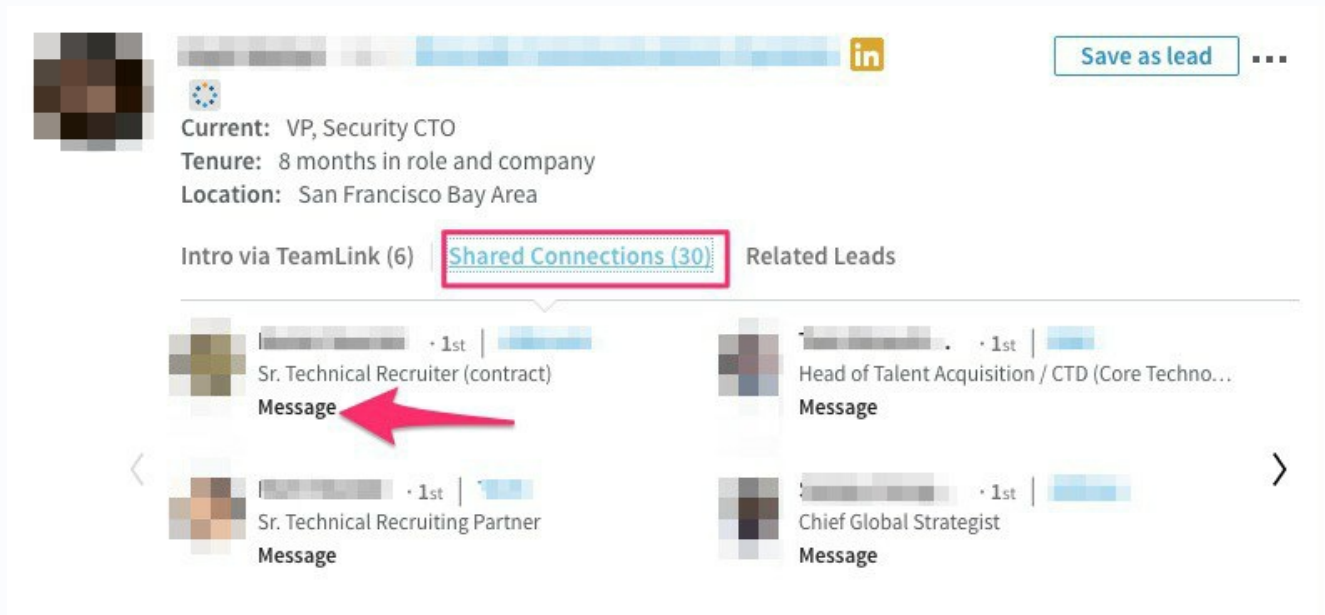 in
Save as lead
Current: VP, Security CTO
Tenure: 8 months in role and company
Location: San Francisco Bay Area
Intro via TeamLink (6) Shared Connections (30) Related Leads
· 1st
Sr. Technical Recruiter (contract)
Message
· 1st
Head of Talent Acquisition / CTD (Core Techno...
Message
· 1st
Sr. Technical Recruiting Partner
Message
· 1st
Chief Global Strategist
Message